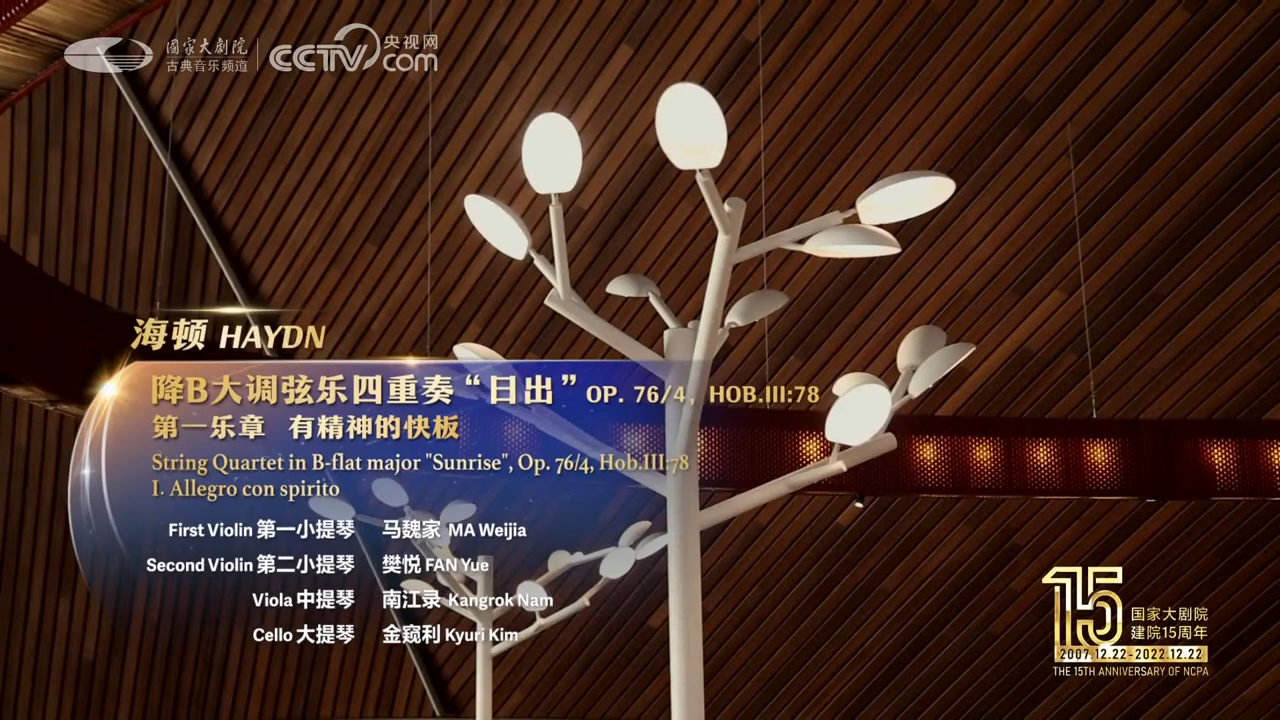 國家大劇院
古典音乐频道
CCTV 央视网
com
海顿 HAYDN
降B大调弦乐四重奏“日出” OP. 76/4, HOB.III:78
第一乐章 有精神的快板
String Quartet in B-flat major "Sunrise", Op. 76/4, Hob.III:78
I. Allegro con spirito
First Violin 第一小提琴 马魏家 MA Weijia
Second Violin 第二小提琴 樊悦 FAN Yue
Viola 中提琴 南江录 Kangrok Nam
Cello 大提琴 金窥利 Kyuri Kim
15 国家大剧院
建院15周年
2007.12.22-2022.12.22
THE 15TH ANNIVERSARY OF NCPA